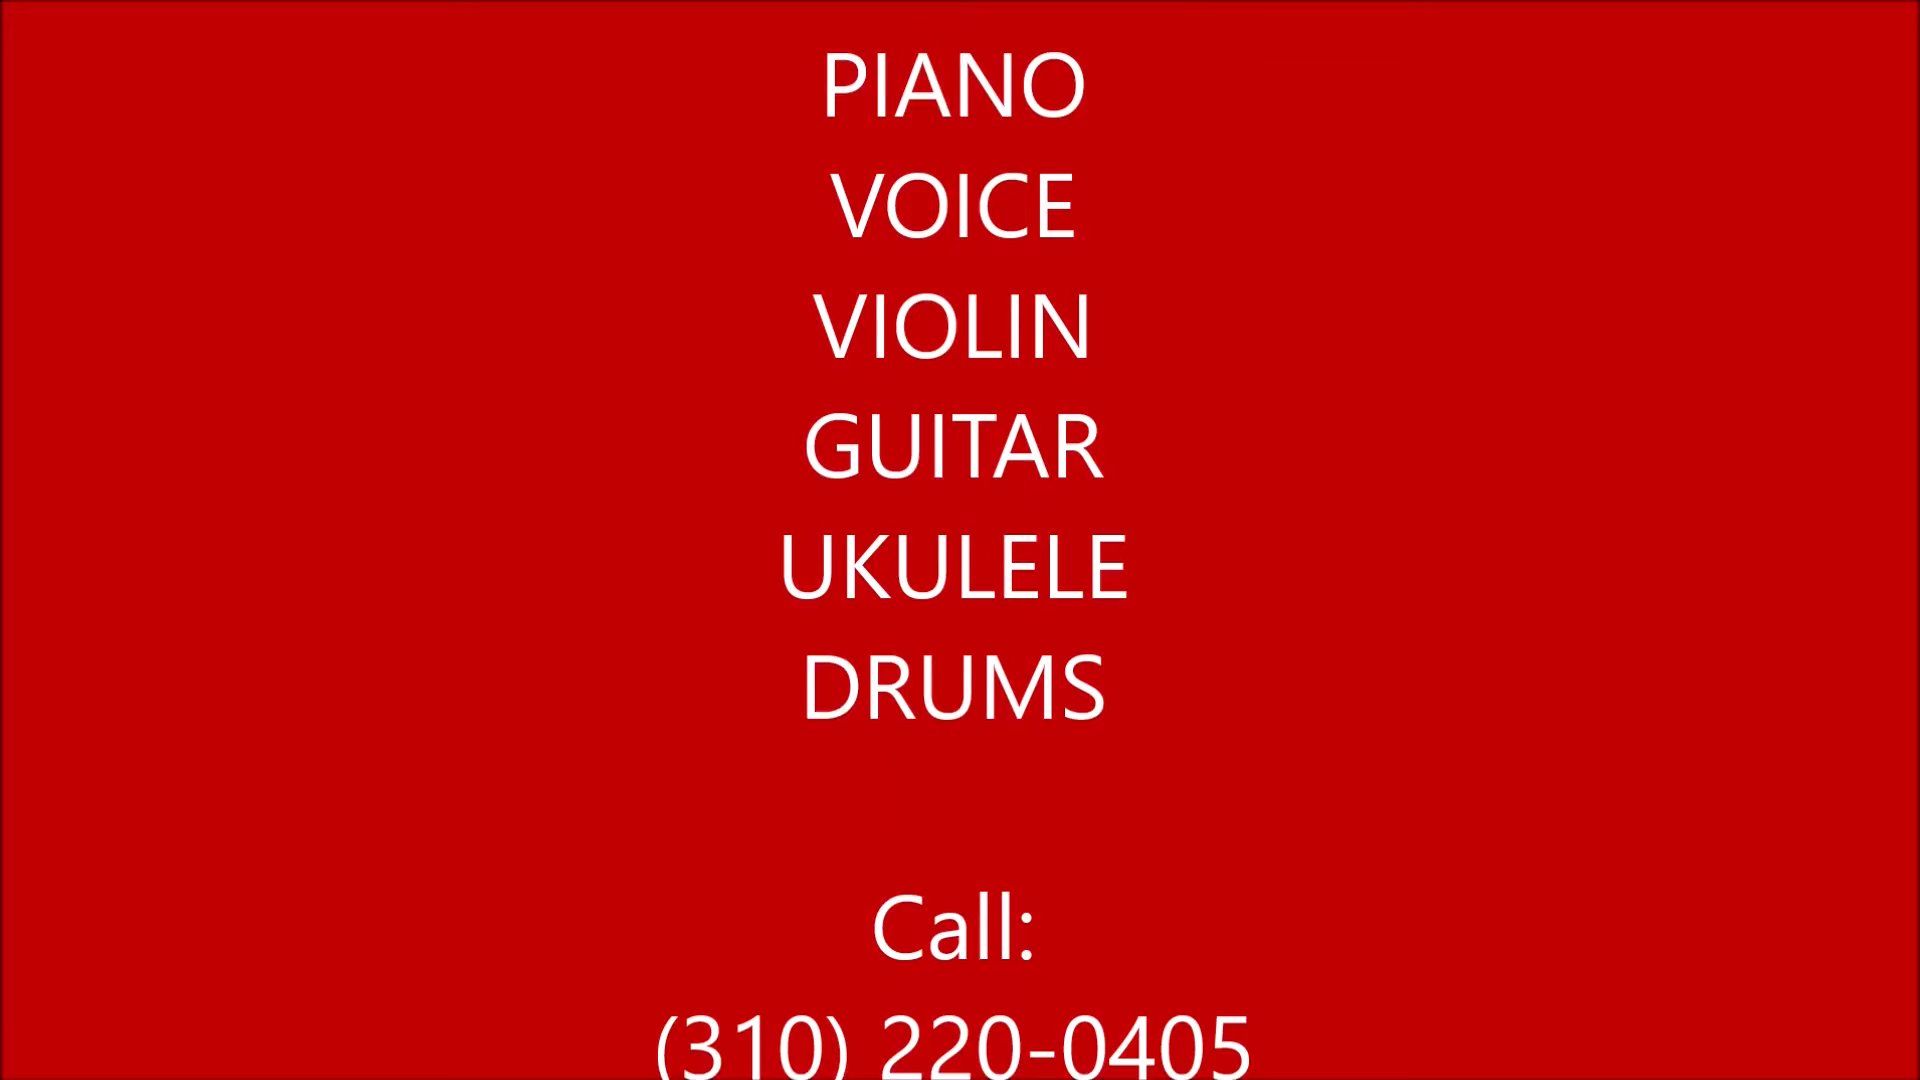 PIANO
VOICE
VIOLIN
GUITAR
UKULELE
DRUMS
Call:
(310) 220-0405